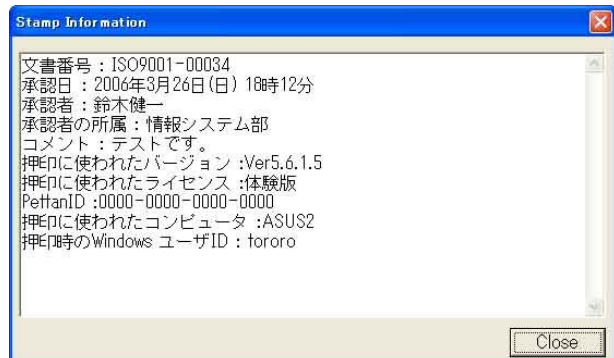 Stamp Information
文書番号：ISO9001-00034
承認日：2006年3月26日(日) 18時12分
承認者：鈴木健一
承認者の所属：情報システム部
コメント：テストです。
押印に使われたバージョン :Ver5.6.1.5
押印に使われたライセンス :体験版
PettanID :0000-0000-0000-0000
押印に使われたコンピュータ :ASUS2
押印時のWindows ユーザID：tororo
Close